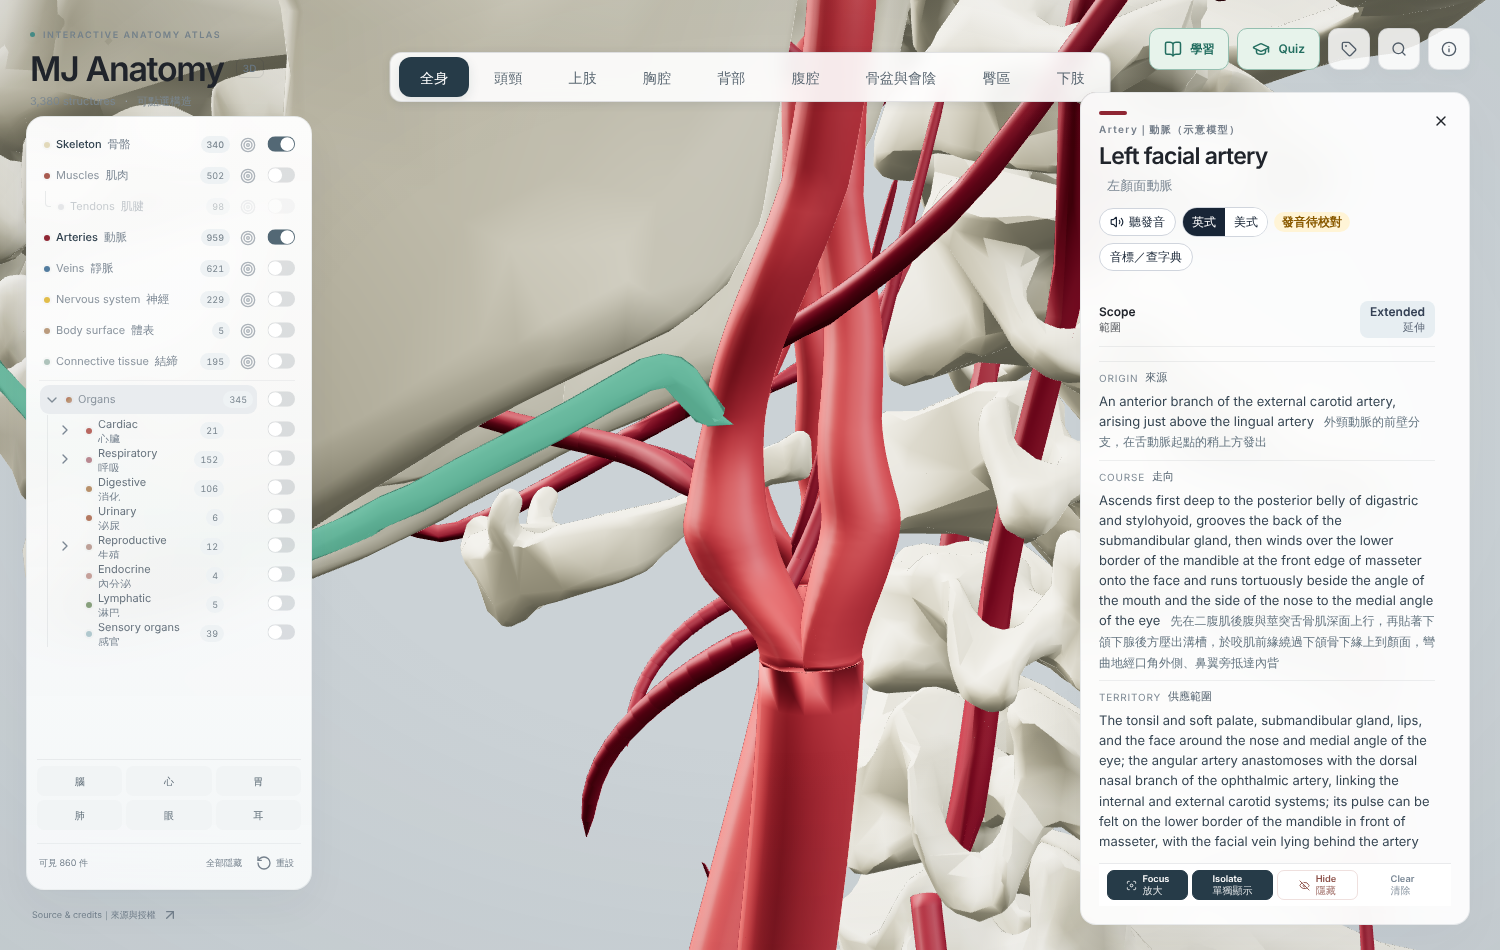 INTERACTIVE ANATOMY ATLAS
MJ Anatomy
3D
全身
頭頸
上肢
胸腔
背部
腹腔
骨盆與會陰
臀區
下肢
學習
Quiz
Skeleton 骨骼 340
Muscles 肌肉 502
Tendons 肌腱 98
Arteries 動脈 959
Veins 靜脈 621
Nervous system 神經 229
Body surface 體表 5
Connective tissue 結締 195
Organs 345
Cardiac 21
心臟
Respiratory 152
呼吸
Digestive 106
消化
Urinary 6
泌尿
Reproductive 12
生殖
Endocrine 4
內分泌
Lymphatic 5
淋巴
Sensory organs 39
感官
腦
心
胃
肺
眼
耳
可見 860 件
全部隱藏
重設
Source & credits | 來源與授權
Artery | 動脈（示意模型）
Left facial artery
左顏面動脈
聽發音
英式
美式
發音待校對
音標／查字典
Scope
範圍
Extended
延伸
ORIGIN 來源
An anterior branch of the external carotid artery,
arising just above the lingual artery 外頸動脈的前壁分
支，在舌動脈起點的稍上方發出
COURSE 走向
Ascends first deep to the posterior belly of digastric
and stylohyoid, grooves the back of the
submandibular gland, then winds over the lower
border of the mandible at the front edge of masseter
onto the face and runs tortuously beside the angle of
the mouth and the side of the nose to the medial angle
of the eye 先在二腹肌後腹與莖突舌骨肌深面上行，再貼著下
頜下腺後方壓出溝槽，於咬肌前緣繞過下頜骨下緣上到顏面，彎
曲地經口角外側、鼻翼旁抵達內眥
TERRITORY 供應範圍
The tonsil and soft palate, submandibular gland, lips,
and the face around the nose and medial angle of the
eye; the angular artery anastomoses with the dorsal
nasal branch of the ophthalmic artery, linking the
internal and external carotid systems; its pulse can be
felt on the lower border of the mandible in front of
masseter, with the facial vein lying behind the artery
Focus
放大
Isolate
單獨顯示
Hide
隱藏
Clear
清除